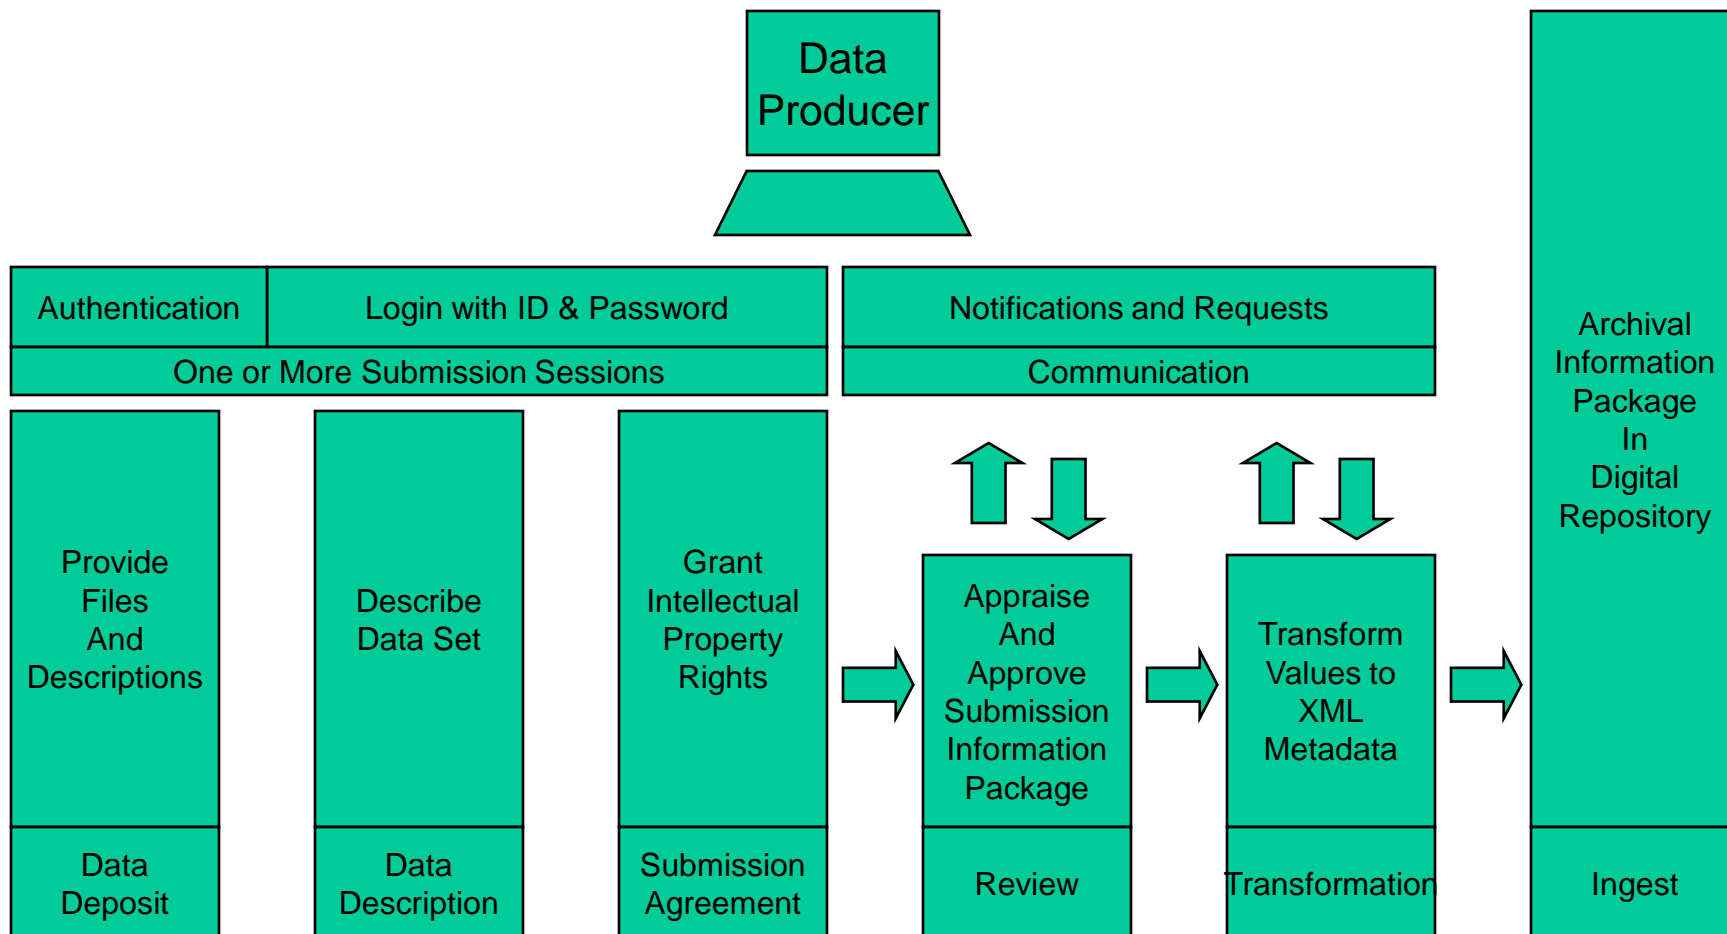 Data
Producer
Authentication
Login with ID & Password
One or More Submission Sessions
Notifications and Requests
Communication
Provide
Files
And
Descriptions
Data
Deposit
Describe
Data Set
Data
Description
Grant
Intellectual
Property
Rights
Submission
Agreement
Appraise
And
Approve
Submission
Information
Package
Review
Transform
Values to
XML
Metadata
Transformation
Archival
Information
Package
In
Digital
Repository
Ingest